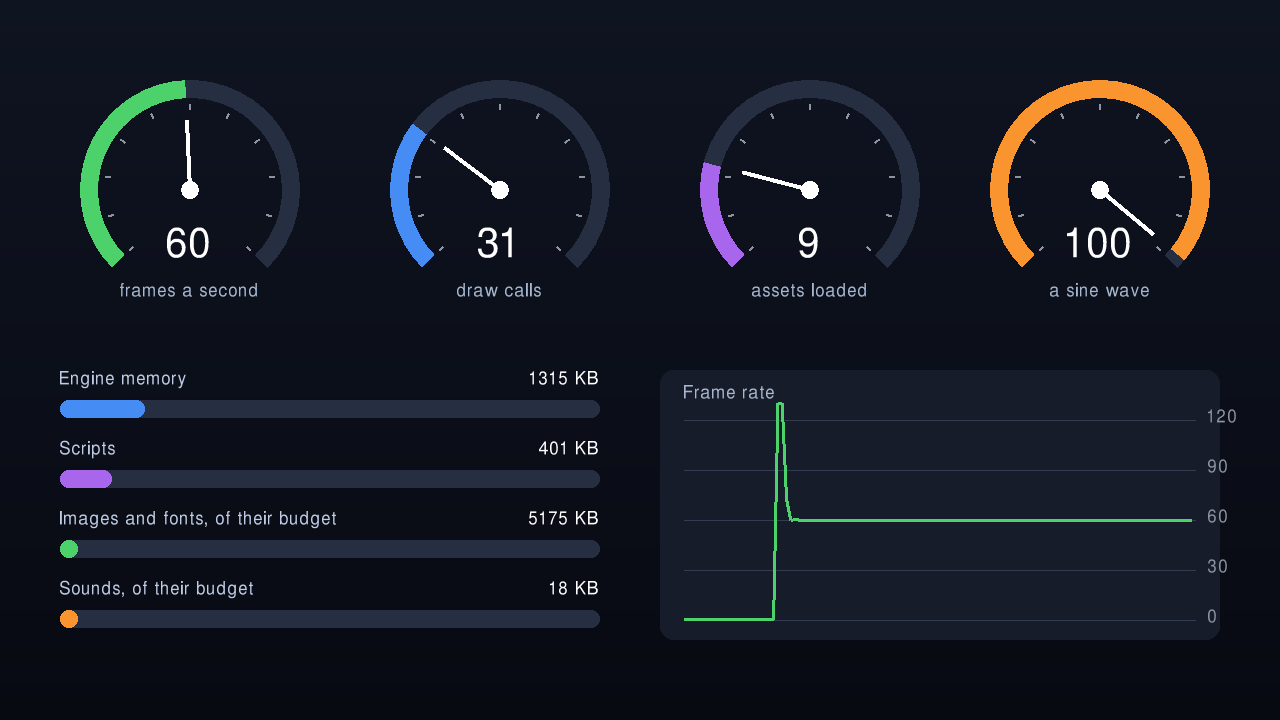 60
frames a second
31
draw calls
9
assets loaded
100
a sine wave
Engine memory 1315 KB
Scripts 401 KB
Images and fonts, of their budget 5175 KB
Sounds, of their budget 18 KB
Frame rate
120
90
60
30
0